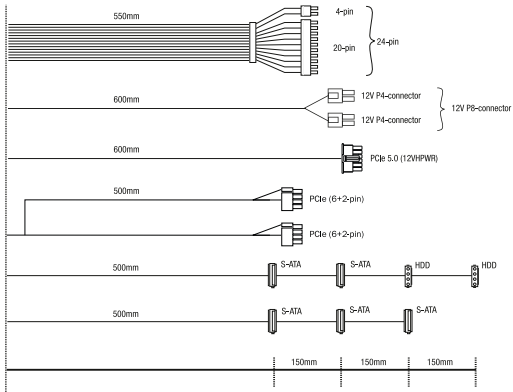 550mm
4-pin
20-pin
24-pin
600mm
12V P4-connector
12V P4-connector
12V P8-connector
600mm
PCIe 5.0 (12VHPWR)
500mm
PCIe (6+2-pin)
PCIe (6+2-pin)
500mm
S-ATA
S-ATA
HDD
HDD
500mm
S-ATA
S-ATA
S-ATA
150mm
150mm
150mm